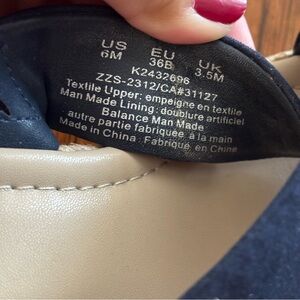 US EU UK
6M 36B 3.5M
K2432696
ZZS-2312/CA#31127
Textile Upper: empeigne en textile
Man Made Lining: doublure artificiel
Balance Man Made
autre partie fabriquée à la main
Made in China : Fabriqué en Chine